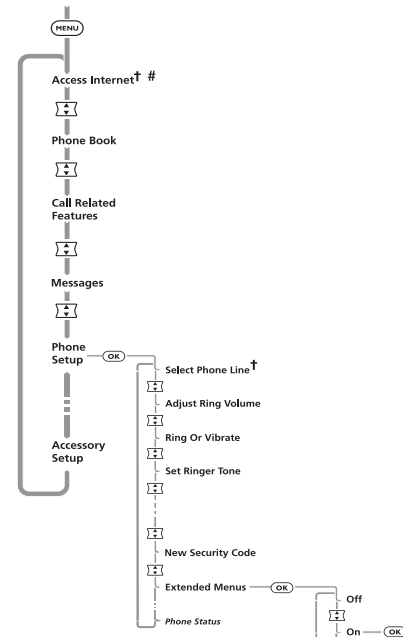 MENU
Access Internet† #
Phone Book
Call Related
Features
Messages
Phone
Setup
OK
Select Phone Line†
Adjust Ring Volume
Ring Or Vibrate
Set Ringer Tone
Accessory
Setup
New Security Code
Extended Menus
OK
Off
Phone Status
On
OK